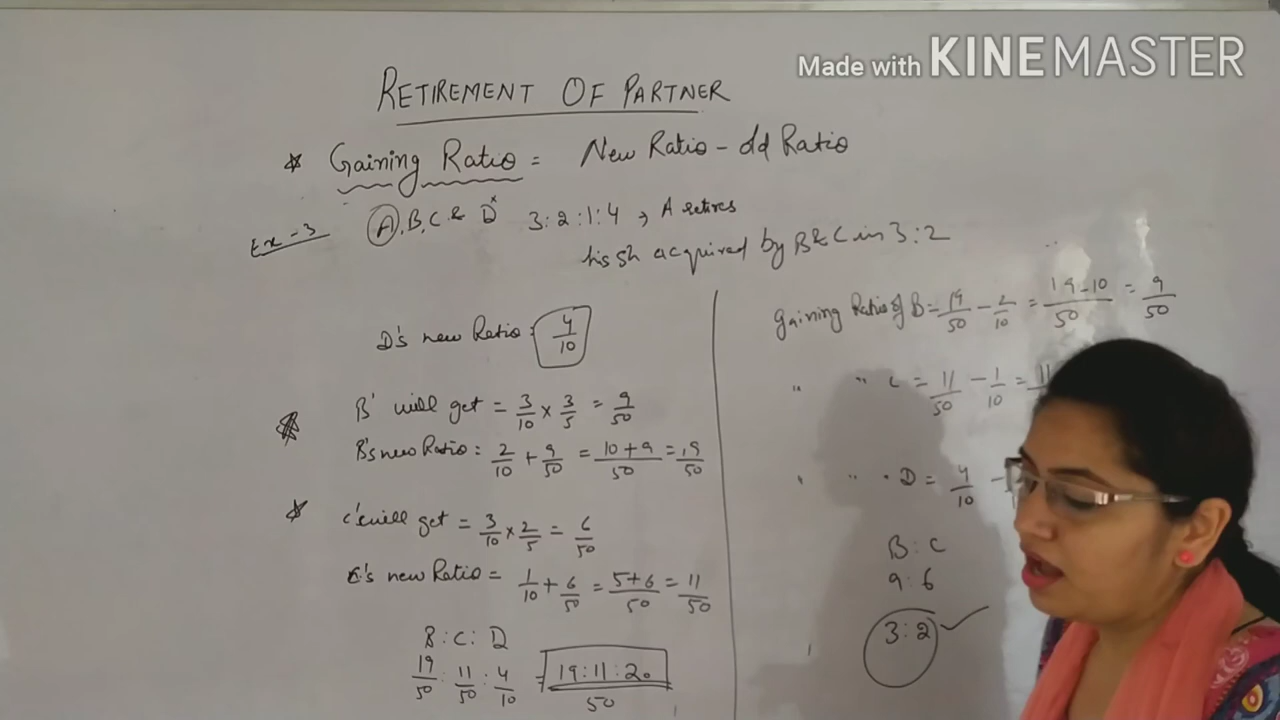 Made with KINEMASTER
RETIREMENT OF PARTNER
* Gaining Ratio = New Ratio - old Ratio
Ex-3 A, B, C & D* 3:2:1:4, A retires
his sh acquired by B & C in 3:2
D's new Ratio = 4/10
B' will get = 3/10 × 3/5 = 9/50
B's new Ratio = 2/10 + 9/50 = 10+9/50 = 19/50
* C's will get = 3/10 × 2/5 = 6/50
C's new Ratio = 1/10 + 6/50 = 5+6/50 = 11/50
B : C : D
19/50 : 11/50 : 4/10 = 19:11:20/50
Gaining Ratio of B = 19/50 - 2/10 = 19-10/50 = 9/50
" " C = 11/50 - 1/10 = 11
" " " D = 4/10 -
B : C
9 : 6
3:2